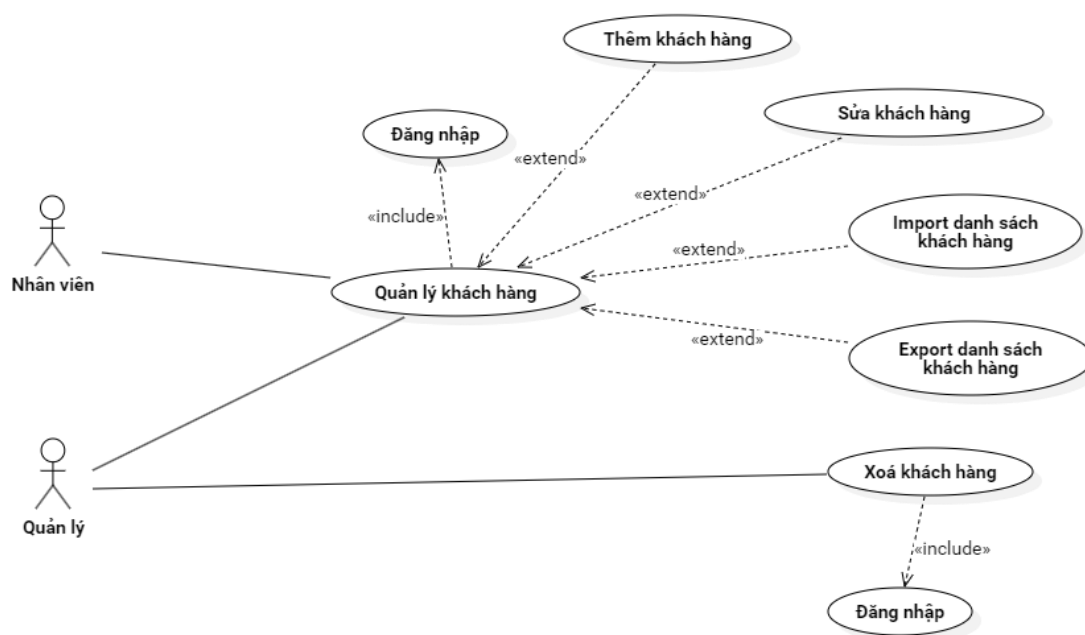 Thêm khách hàng
Sửa khách hàng
Đăng nhập
«extend»
«extend»
«include»
Import danh sách
khách hàng
«extend»
Nhân viên
Quản lý khách hàng
«extend»
Export danh sách
khách hàng
Xoá khách hàng
Quản lý
«include»
Đăng nhập